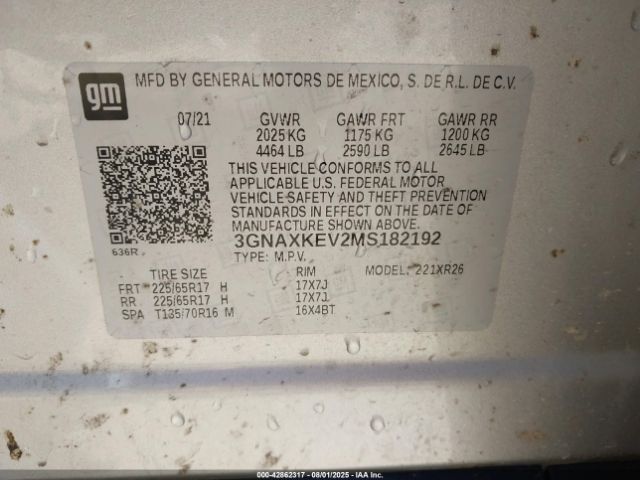 gm
MFD BY GENERAL MOTORS DE MEXICO, S. DE R.L. DE C.V.
07/21 GVWR GAWR FRT GAWR RR
2025 KG 1175 KG 1200 KG
4464 LB 2590 LB 2645 LB
THIS VEHICLE CONFORMS TO ALL
APPLICABLE U.S. FEDERAL MOTOR
VEHICLE SAFETY AND THEFT PREVENTION
STANDARDS IN EFFECT ON THE DATE OF
MANUFACTURE SHOWN ABOVE.
3GNAXKEV2MS182192
636R TYPE: M.P.V.
TIRE SIZE RIM MODEL: 221XR26
FRT 225/65R17 H 17X7J
RR 225/65R17 H 17X7J
SPA T135/70R16 M 16X4BT
000-42862317 - 08/01/2025 - IAA Inc.